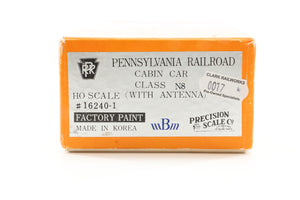 PRR
PENNSYLVANIA RAILROAD
CABIN CAR
CLASS N8
HO SCALE (WITH ANTENNA)
#16240-1
FACTORY PAINT
MADE IN KOREA
mBm
PRECISION
SCALE CO
CLARK RAILWORKS
0017